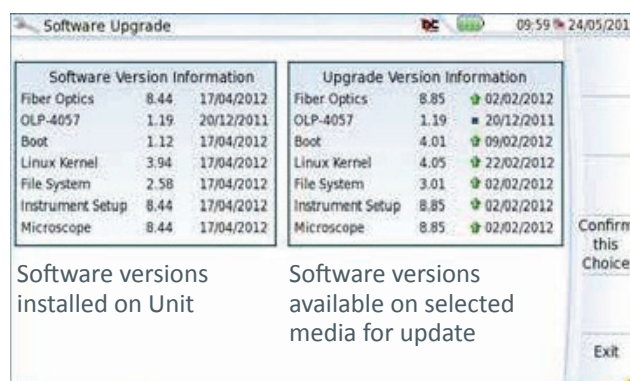 Software Upgrade DC 09:59 24/05/201
Software Version Information
Fiber Optics 8.44 17/04/2012
OLP-4057 1.19 20/12/2011
Boot 1.12 17/04/2012
Linux Kernel 3.94 17/04/2012
File System 2.58 17/04/2012
Instrument Setup 8.44 17/04/2012
Microscope 8.44 17/04/2012
Software versions
installed on Unit
Upgrade Version Information
Fiber Optics 8.85 02/02/2012
OLP-4057 1.19 20/12/2011
Boot 4.01 09/02/2012
Linux Kernel 4.05 22/02/2012
File System 3.01 02/02/2012
Instrument Setup 8.85 02/02/2012
Microscope 8.85 02/02/2012
Software versions
available on selected
media for update
Confirm
this
Choice
Exit